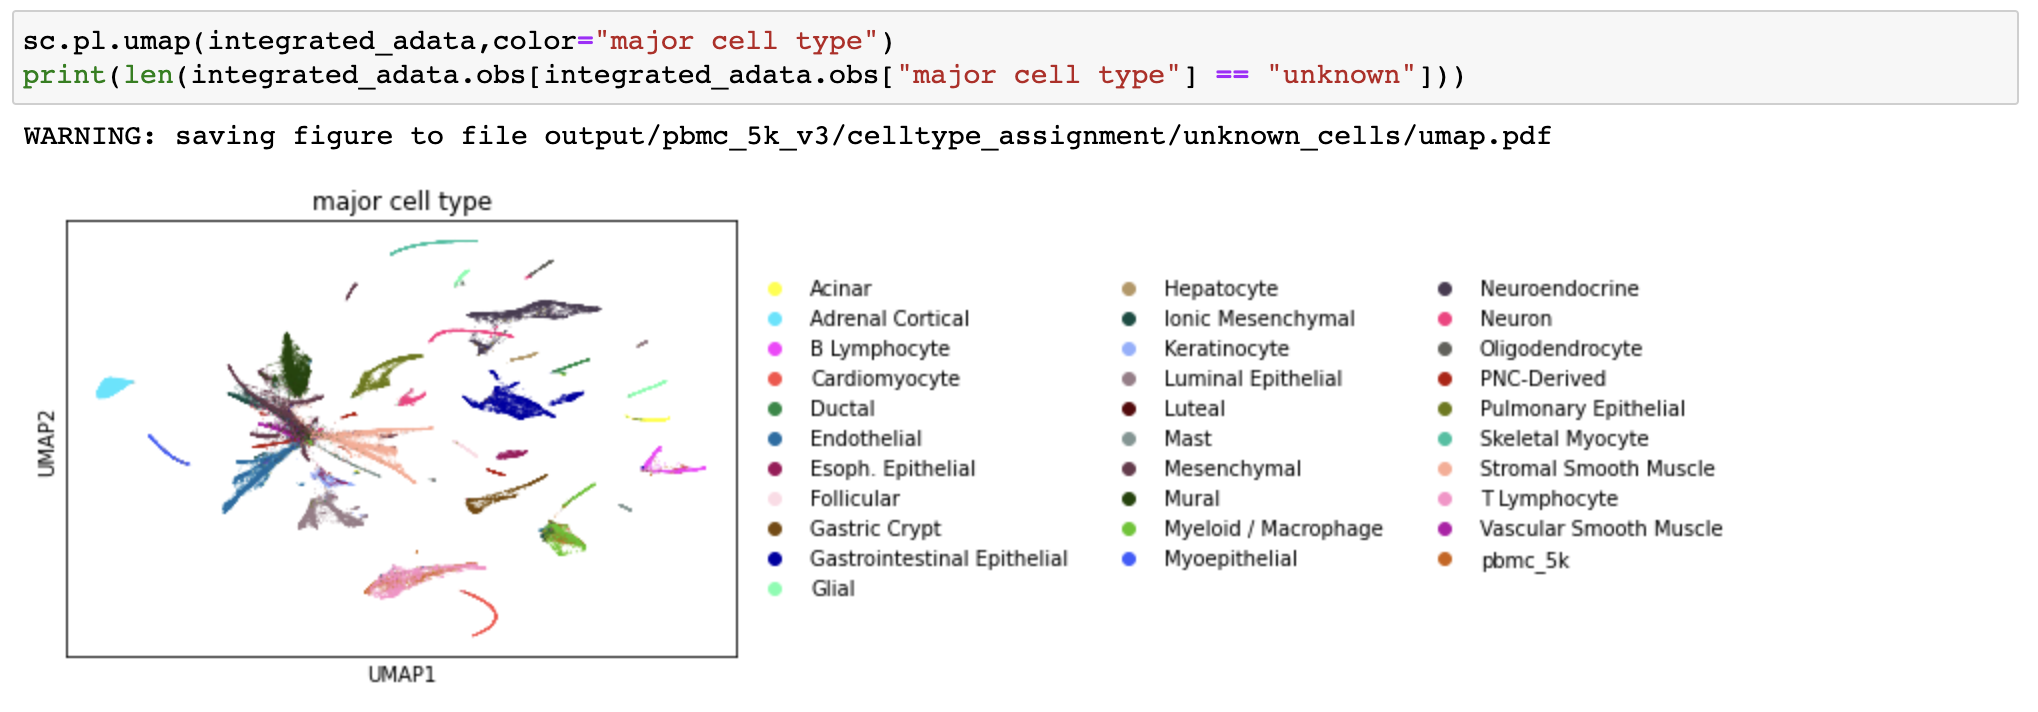 sc.pl.umap(integrated_adata,color="major cell type")
print(len(integrated_adata.obs[integrated_adata.obs["major cell type"] == "unknown"]))
WARNING: saving figure to file output/pbmc_5k_v3/celltype_assignment/unknown_cells/umap.pdf
major cell type
UMAP2
UMAP1
Acinar
Adrenal Cortical
B Lymphocyte
Cardiomyocyte
Ductal
Endothelial
Esoph. Epithelial
Follicular
Gastric Crypt
Gastrointestinal Epithelial
Glial
Hepatocyte
Ionic Mesenchymal
Keratinocyte
Luminal Epithelial
Luteal
Mast
Mesenchymal
Mural
Myeloid / Macrophage
Myoepithelial
Neuroendocrine
Neuron
Oligodendrocyte
PNC-Derived
Pulmonary Epithelial
Skeletal Myocyte
Stromal Smooth Muscle
T Lymphocyte
Vascular Smooth Muscle
pbmc_5k